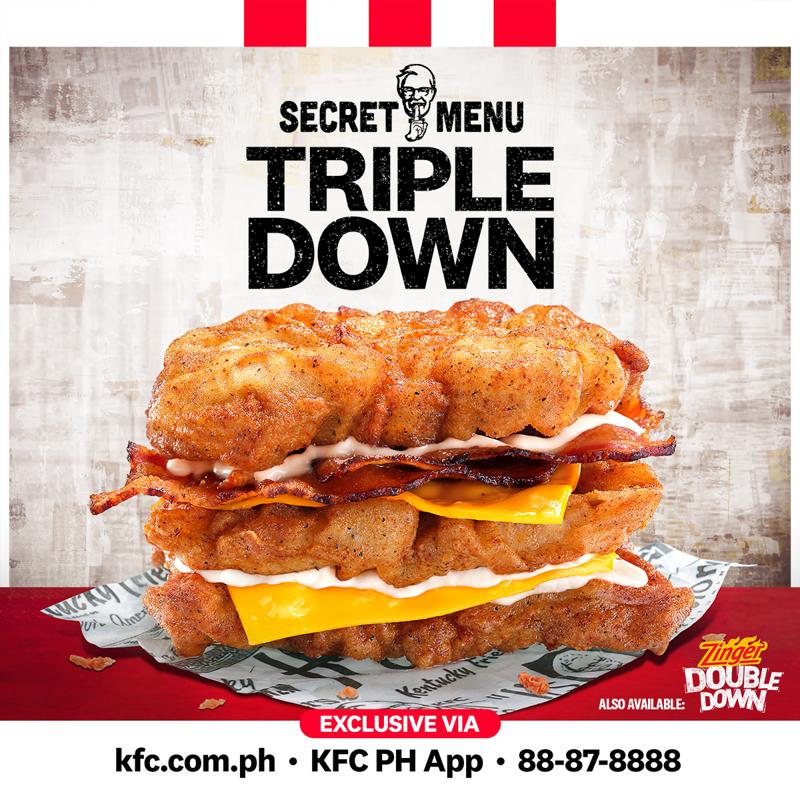 SECRET MENU
TRIPLE
DOWN
Kentucky Frie
Zinger
DOUBLE
DOWN
ALSO AVAILABLE:
EXCLUSIVE VIA
kfc.com.ph • KFC PH App • 88-87-8888